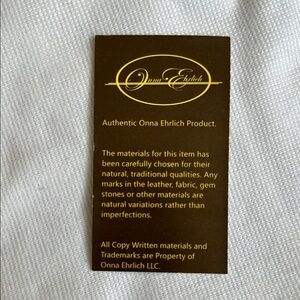 Onna Ehrlich
Authentic Onna Ehrlich Product.
The materials for this item has
been carefully chosen for their
natural, traditional qualities. Any
marks in the leather, fabric, gem
stones or other materials are
natural variations rather than
imperfections.
All Copy Written materials and
Trademarks are Property of
Onna Ehrlich LLC.